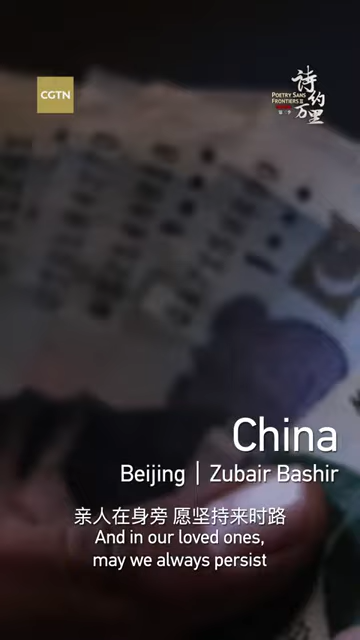 CGTN
POETRY SANS
FRONTIERS II
诗约万里
China
Beijing | Zubair Bashir
亲人在身旁 愿坚持来时路
And in our loved ones,
may we always persist